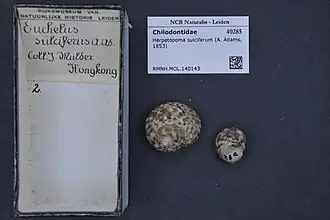 RIJKSMUSEUM VAN
NATUURLIJKE HISTORIE LEIDEN
Euchelus
sulciferus A.Ad.
Coll. J. Mulder
Hongkong
2.
NCB Naturalis - Leiden
Chilodontidae 40285
Herpetopoma sulciferum (A. Adams,
1853)
RMNH.MOL.140143